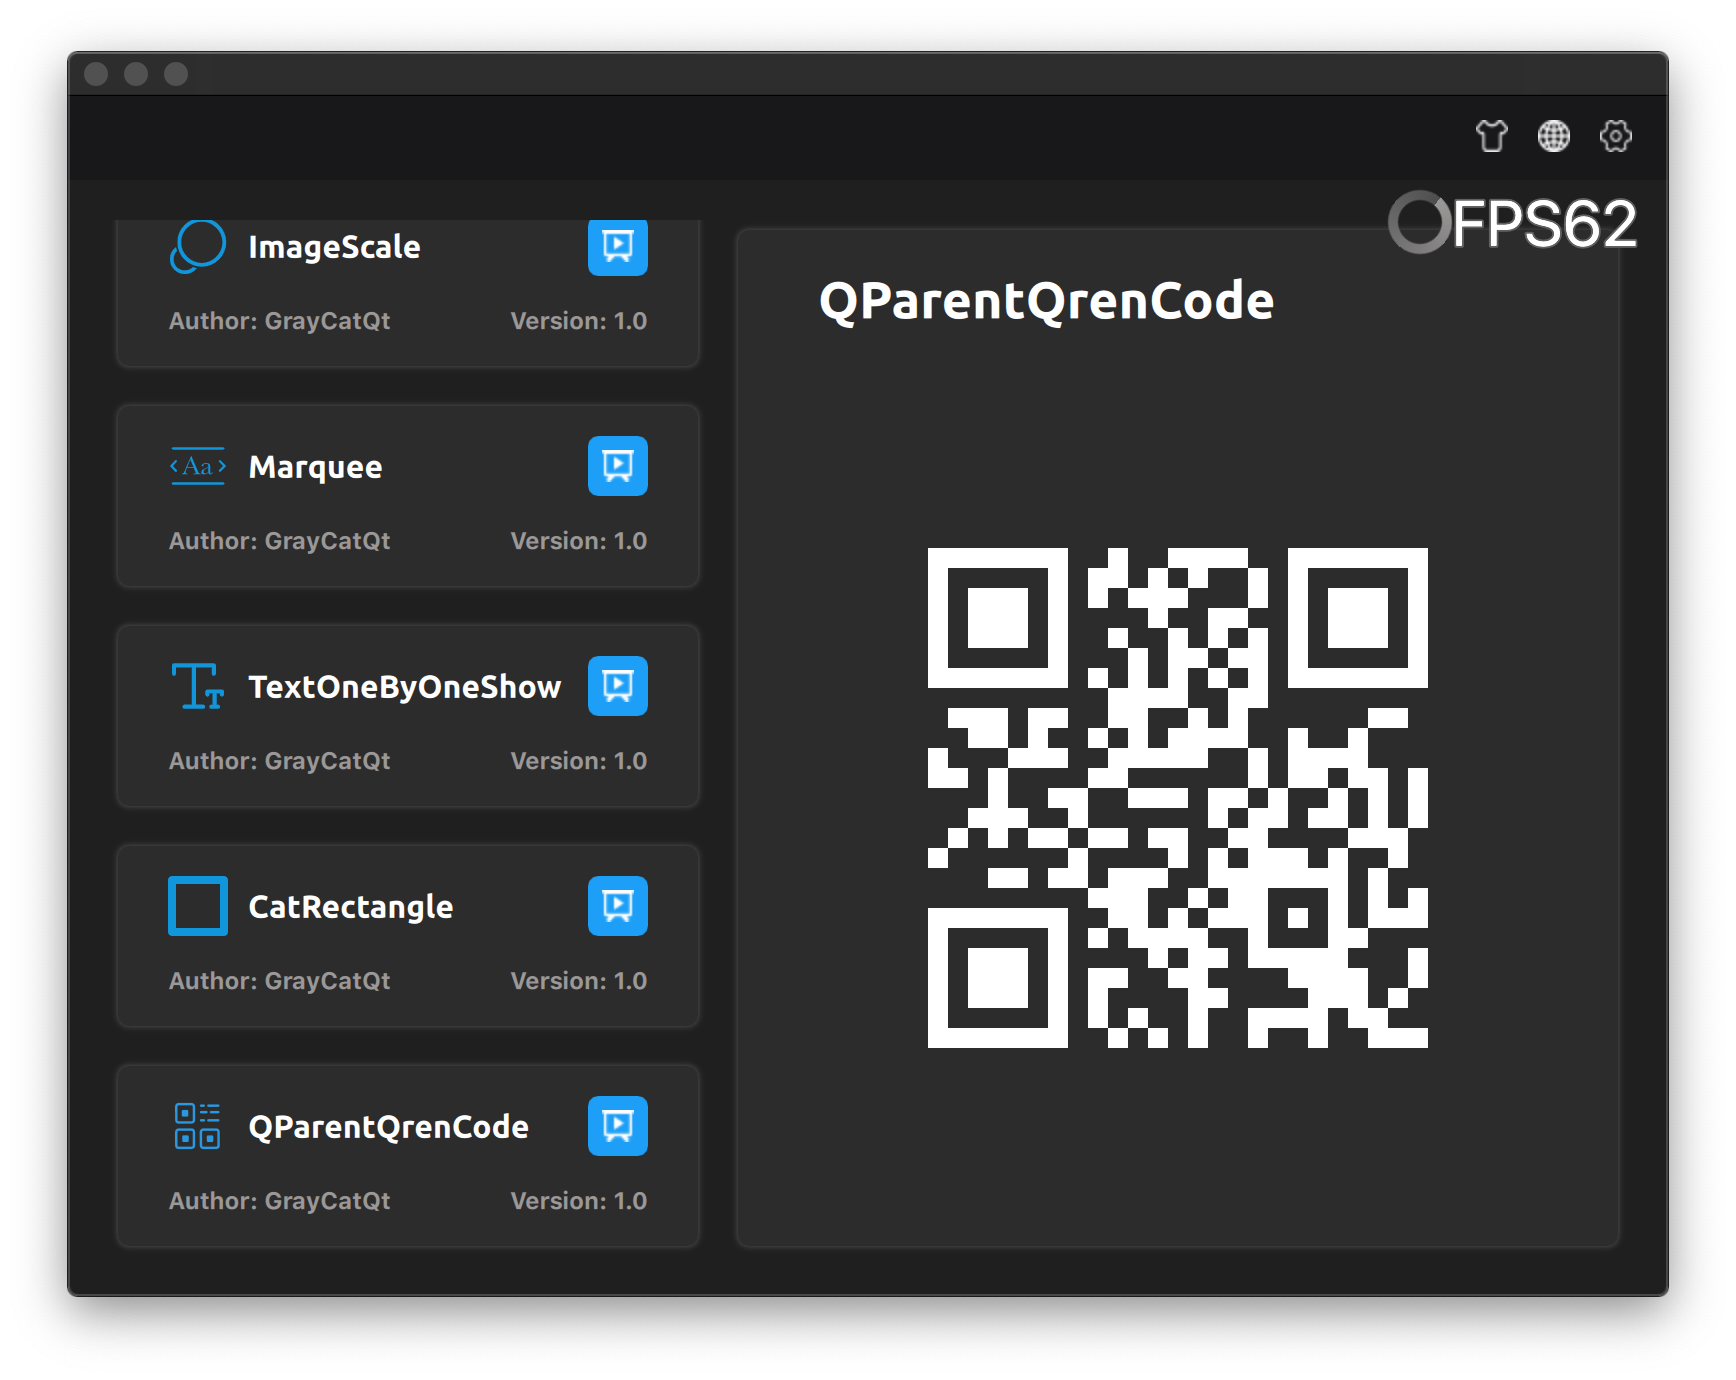 FPS62
ImageScale
Author: GrayCatQt Version: 1.0
Aa
Marquee
Author: GrayCatQt Version: 1.0
TT
TextOneByOneShow
Author: GrayCatQt Version: 1.0
CatRectangle
Author: GrayCatQt Version: 1.0
QParentQrenCode
Author: GrayCatQt Version: 1.0
QParentQrenCode